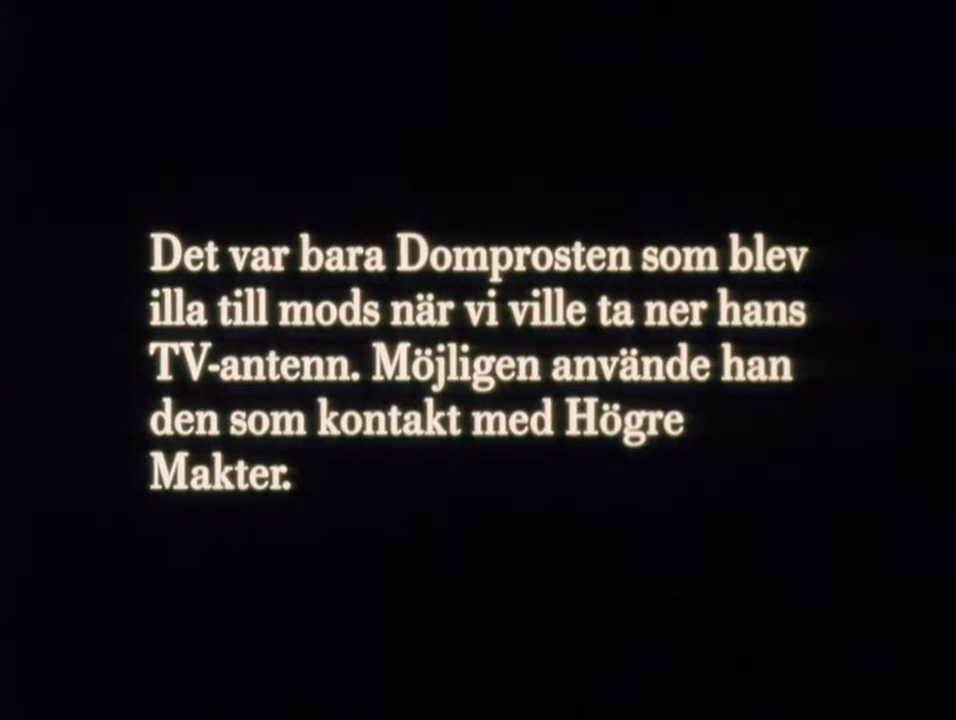 Det var bara Domprosten som blev
illa till mods när vi ville ta ner hans
TV-antenn. Möjligen använde han
den som kontakt med Högre
Makter.